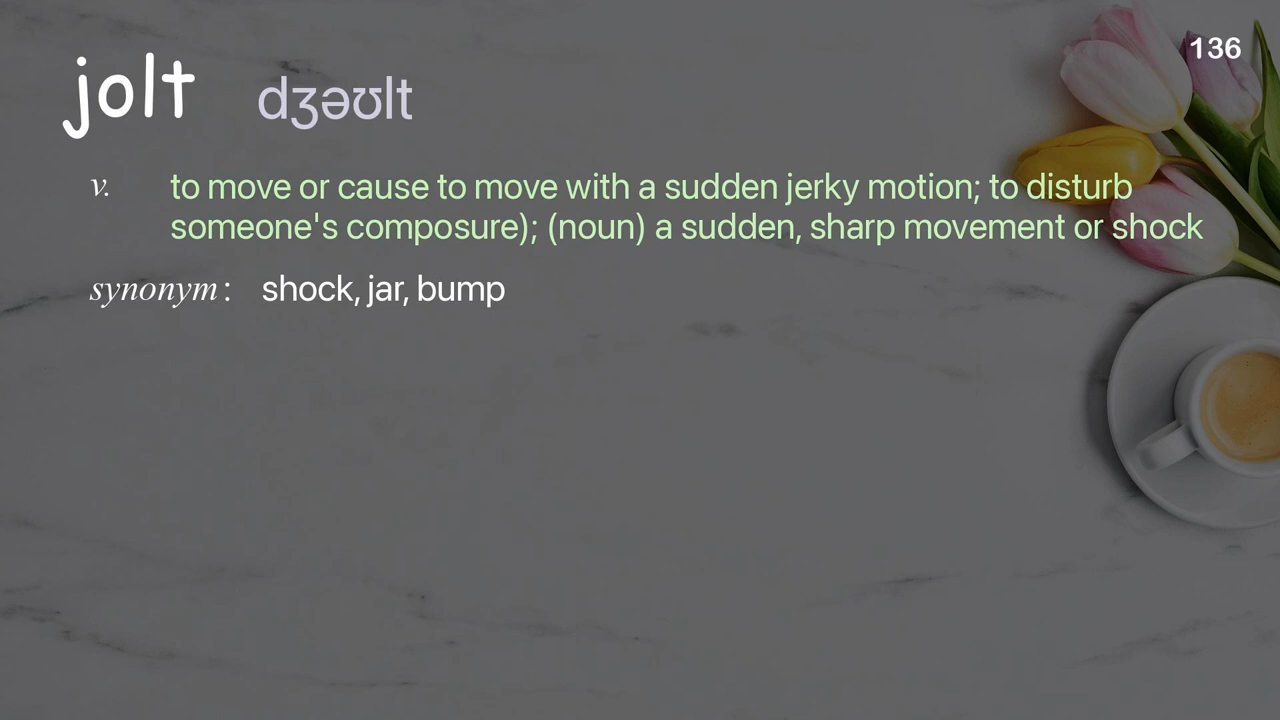 136
jolt dʒəʊlt
v. to move or cause to move with a sudden jerky motion; to disturb
someone's composure); (noun) a sudden, sharp movement or shock
synonym: shock, jar, bump